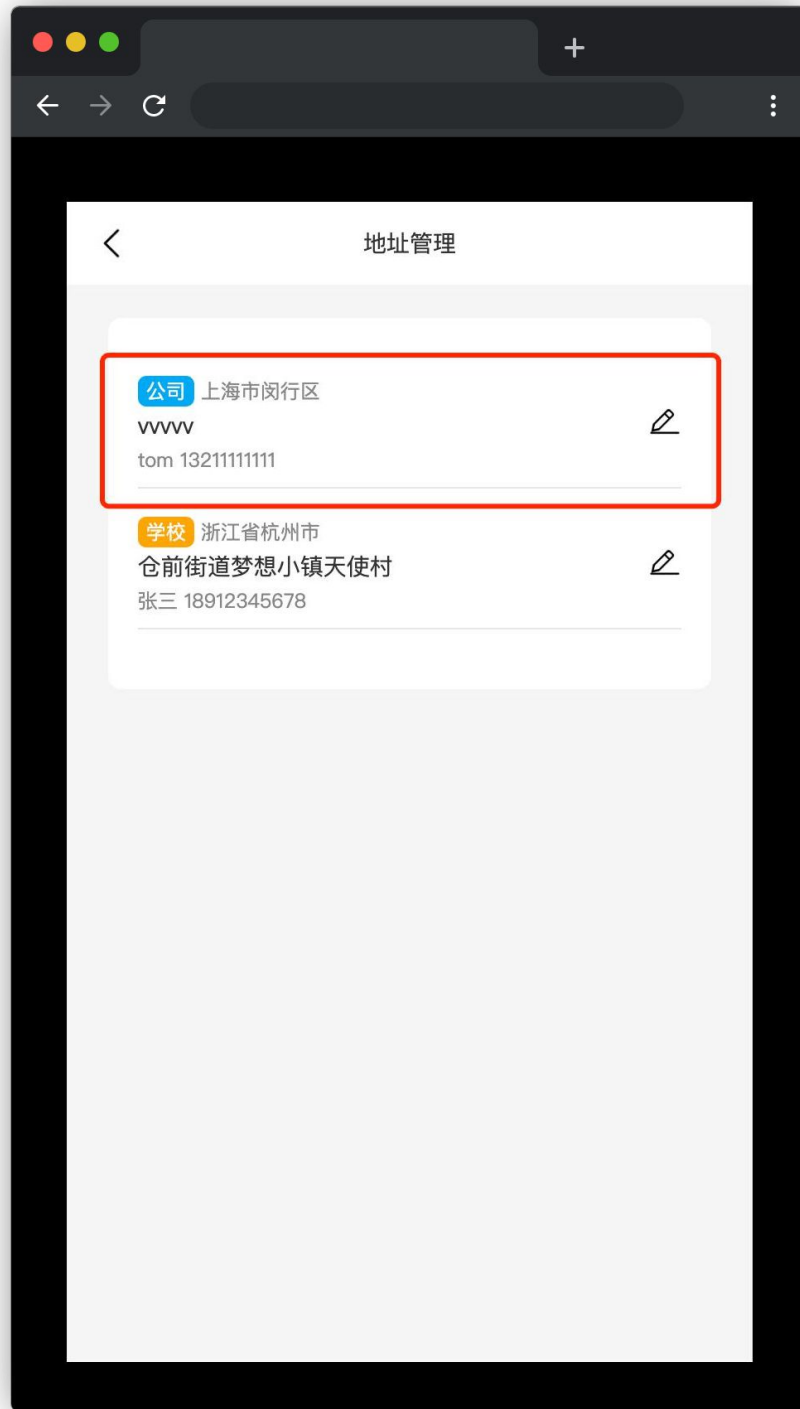 地址管理
公司 上海市闵行区
vvvvv
tom 13211111111
学校 浙江省杭州市
仓前街道梦想小镇天使村
张三 18912345678